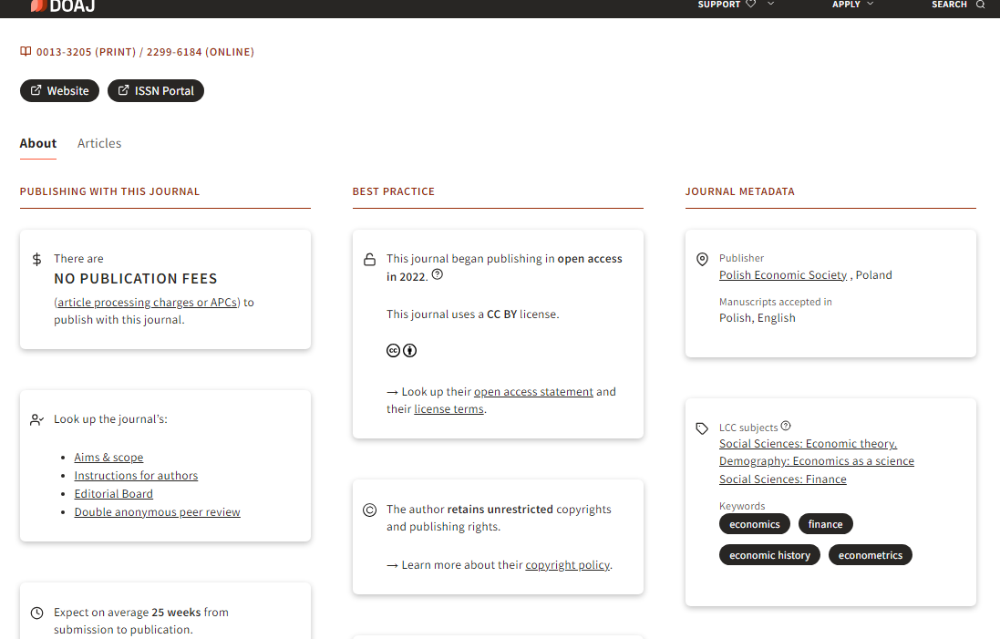 DOAJ
SUPPORT
APPLY
SEARCH
0013-3205 (PRINT) / 2299-6184 (ONLINE)
Website
ISSN Portal
About
Articles
PUBLISHING WITH THIS JOURNAL
There are
NO PUBLICATION FEES
(article processing charges or APCs) to
publish with this journal.
Look up the journal’s:
• Aims & scope
• Instructions for authors
• Editorial Board
• Double anonymous peer review
Expect on average 25 weeks from
submission to publication.
BEST PRACTICE
This journal began publishing in open access
in 2022. ?
This journal uses a CC BY license.
cc
→ Look up their open access statement and
their license terms.
© The author retains unrestricted copyrights
and publishing rights.
→ Learn more about their copyright policy.
JOURNAL METADATA
Publisher
Polish Economic Society , Poland
Manuscripts accepted in
Polish, English
LCC subjects ?
Social Sciences: Economic theory.
Demography: Economics as a science
Social Sciences: Finance
Keywords
economics
finance
economic history
econometrics